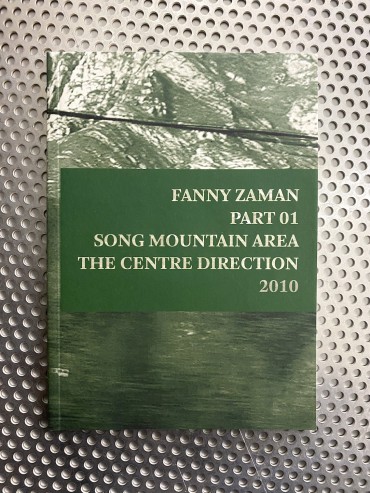 FANNY ZAMAN
PART 01
SONG MOUNTAIN AREA
THE CENTRE DIRECTION
2010